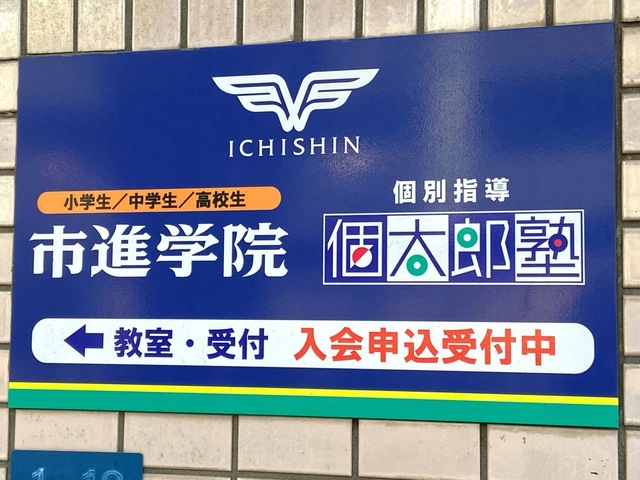 ICHISHIN
小学生／中学生／高校生
市進学院
個別指導
個太郎塾
教室・受付 入会申込受付中